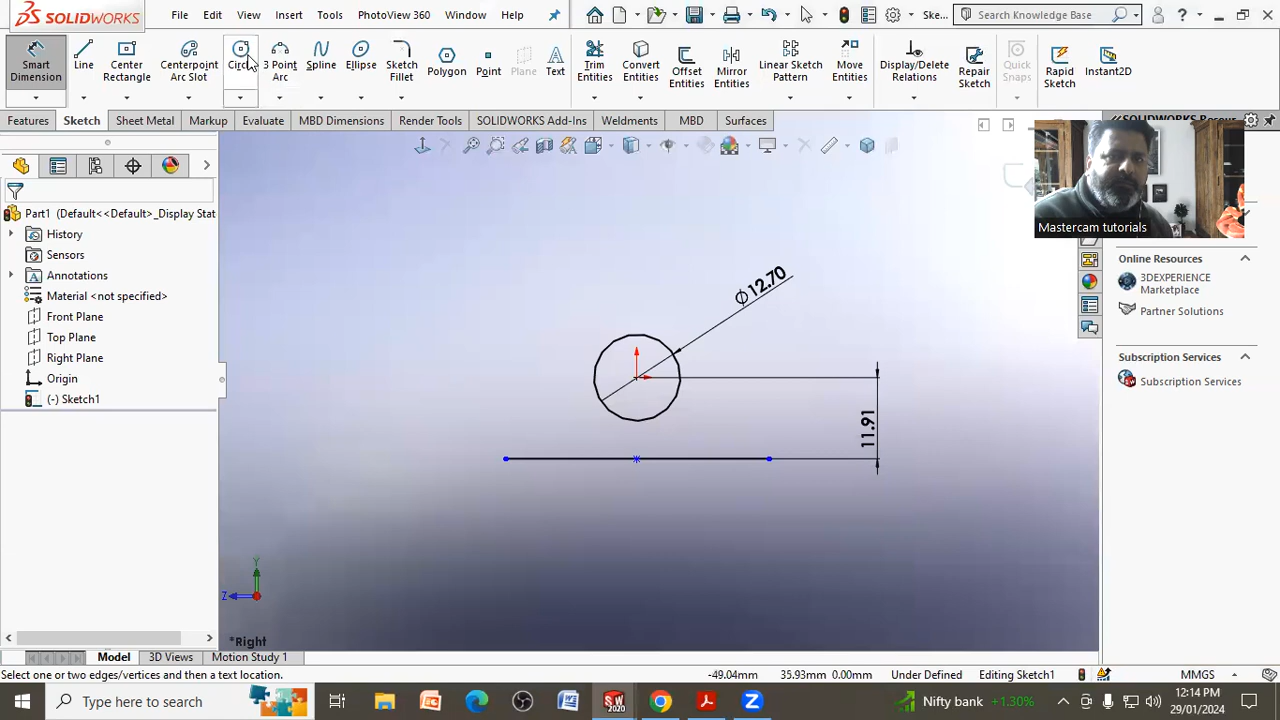 SOLIDWORKS File Edit View Insert Tools PhotoView 360 Window Help Ske... Search Knowledge Base ?
Smart Dimension Line Center Rectangle Centerpoint Arc Slot 3 Point Arc Spline Ellipse Sketch Fillet Polygon Point Plane Text Trim Entities Convert Entities Offset Entities Mirror Entities Linear Sketch Pattern Move Entities Display/Delete Relations Repair Sketch Quick Snaps Rapid Sketch Instant2D
Features Sketch Sheet Metal Markup Evaluate MBD Dimensions Render Tools SOLIDWORKS Add-Ins Weldments MBD Surfaces
Part1 (Default<<Default>_Display Stat
History
Sensors
Annotations
Material <not specified>
Front Plane
Top Plane
Right Plane
Origin
(-) Sketch1
Ø12.70
11.91
Y
Z
*Right
Mastercam tutorials
Online Resources
3DEXPERIENCE
Marketplace
Partner Solutions
Subscription Services
Subscription Services
Model 3D Views Motion Study 1
Select one or two edges/vertices and then a text location. -49.04mm 35.93mm 0.00mm Under Defined Editing Sketch1 MMGS
Type here to search SW 2020 Nifty bank +1.30% 12:14 PM
29/01/2024